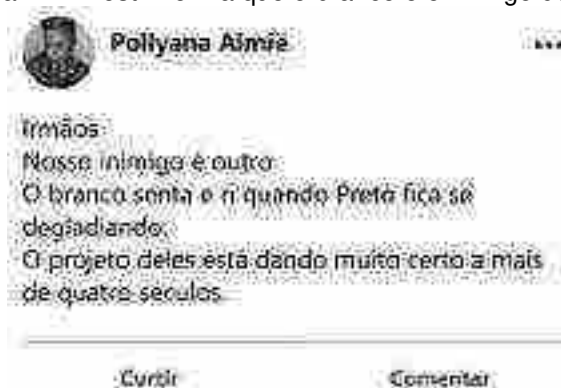 Pollyana Aimie
Irmãos
Nosso inimigo é outro
O branco senta e ri quando Preto fica se
degladiando.
O projeto deles está dando muito certo a mais
de quatro séculos.
Curtir Comentar